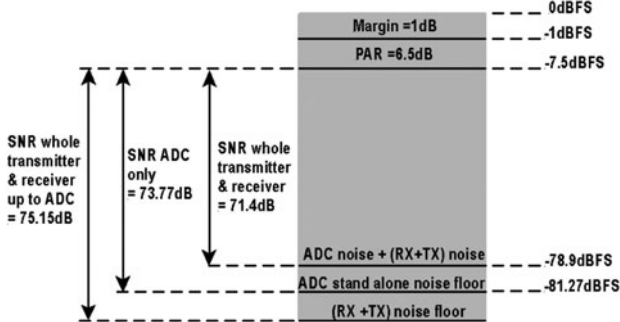 0dBFS
Margin =1dB
-1dBFS
PAR =6.5dB
-7.5dBFS
SNR whole
transmitter
& receiver
up to ADC
= 75.15dB
SNR ADC
only
= 73.77dB
SNR whole
transmitter
& receiver
= 71.4dB
ADC noise + (RX+TX) noise
-78.9dBFS
ADC stand alone noise floor
-81.27dBFS
(RX +TX) noise floor